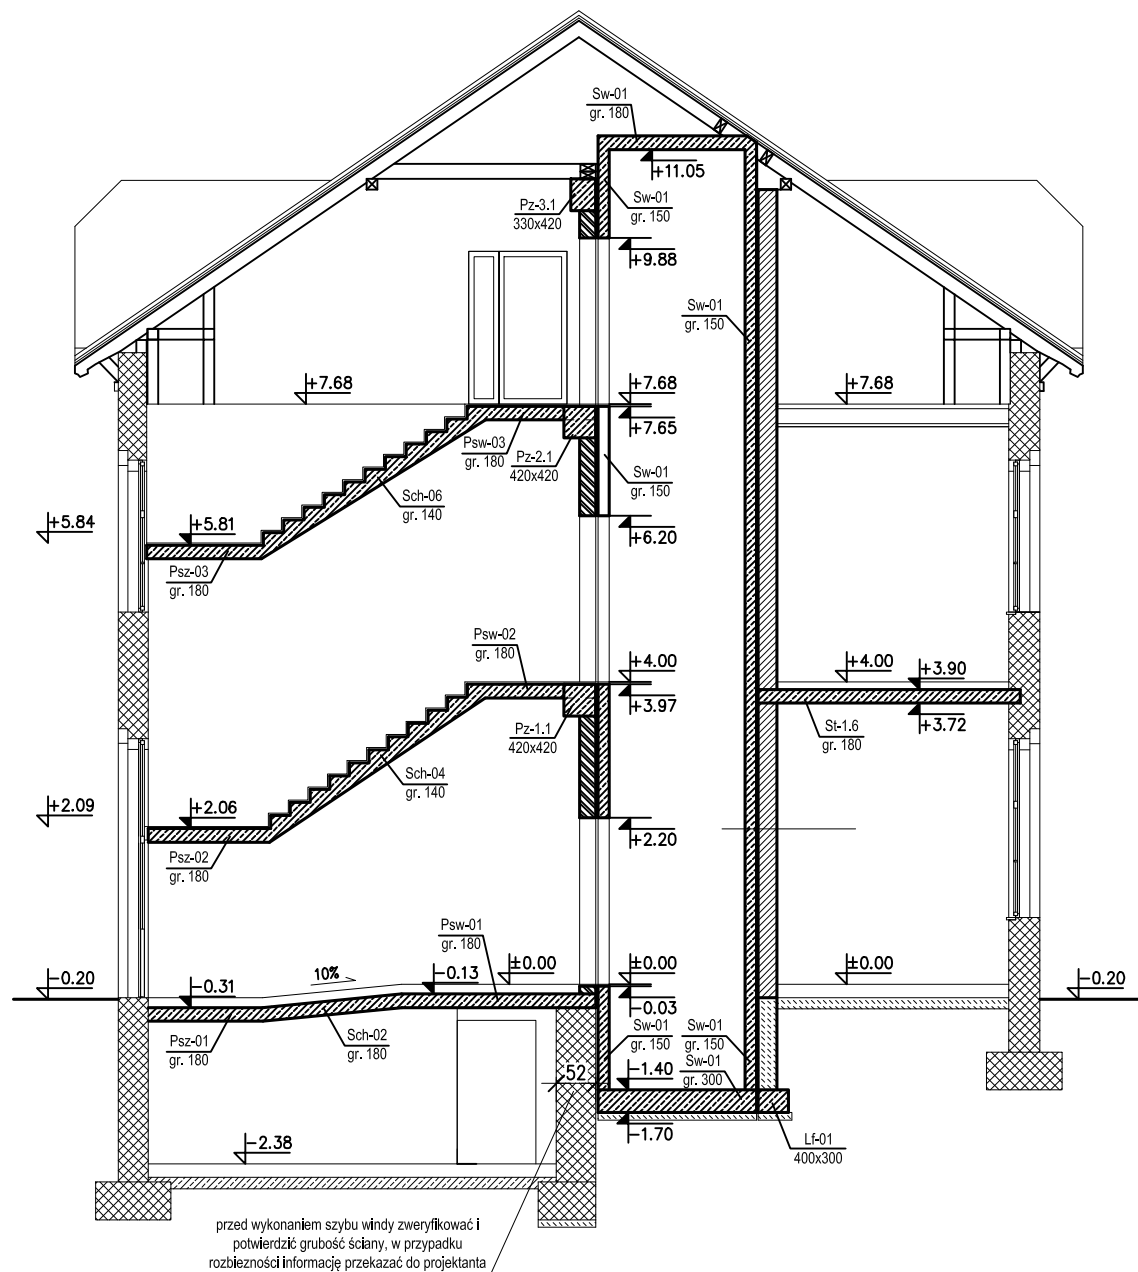 Sw-01
gr. 180
+11.05
Pz-3.1
330x420
Sw-01
gr. 150
+9.88
Sw-01
gr. 150
+7.68
+7.68
+7.68
+7.65
Psw-03
gr. 180
Pz-2.1
420x420
Sw-01
gr. 150
Sch-06
gr. 140
+5.84
+5.81
+6.20
Psz-03
gr. 180
Psw-02
gr. 180
+4.00
+4.00
+3.90
+3.97
Pz-1.1
420x420
St-1.6
gr. 180
+3.72
Sch-04
gr. 140
+2.09
+2.06
+2.20
Psz-02
gr. 180
Psw-01
gr. 180
-0.20
-0.31
10%
-0.13
±0.00
±0.00
±0.00
-0.20
-0.03
Psz-01
gr. 180
Sch-02
gr. 180
Sw-01
gr. 150
Sw-01
gr. 150
52
-1.40
Sw-01
gr. 300
-1.70
Lf-01
400x300
-2.38
przed wykonaniem szybu windy zweryfikować i
potwierdzić grubość ściany, w przypadku
rozbiezności informację przekazać do projektanta